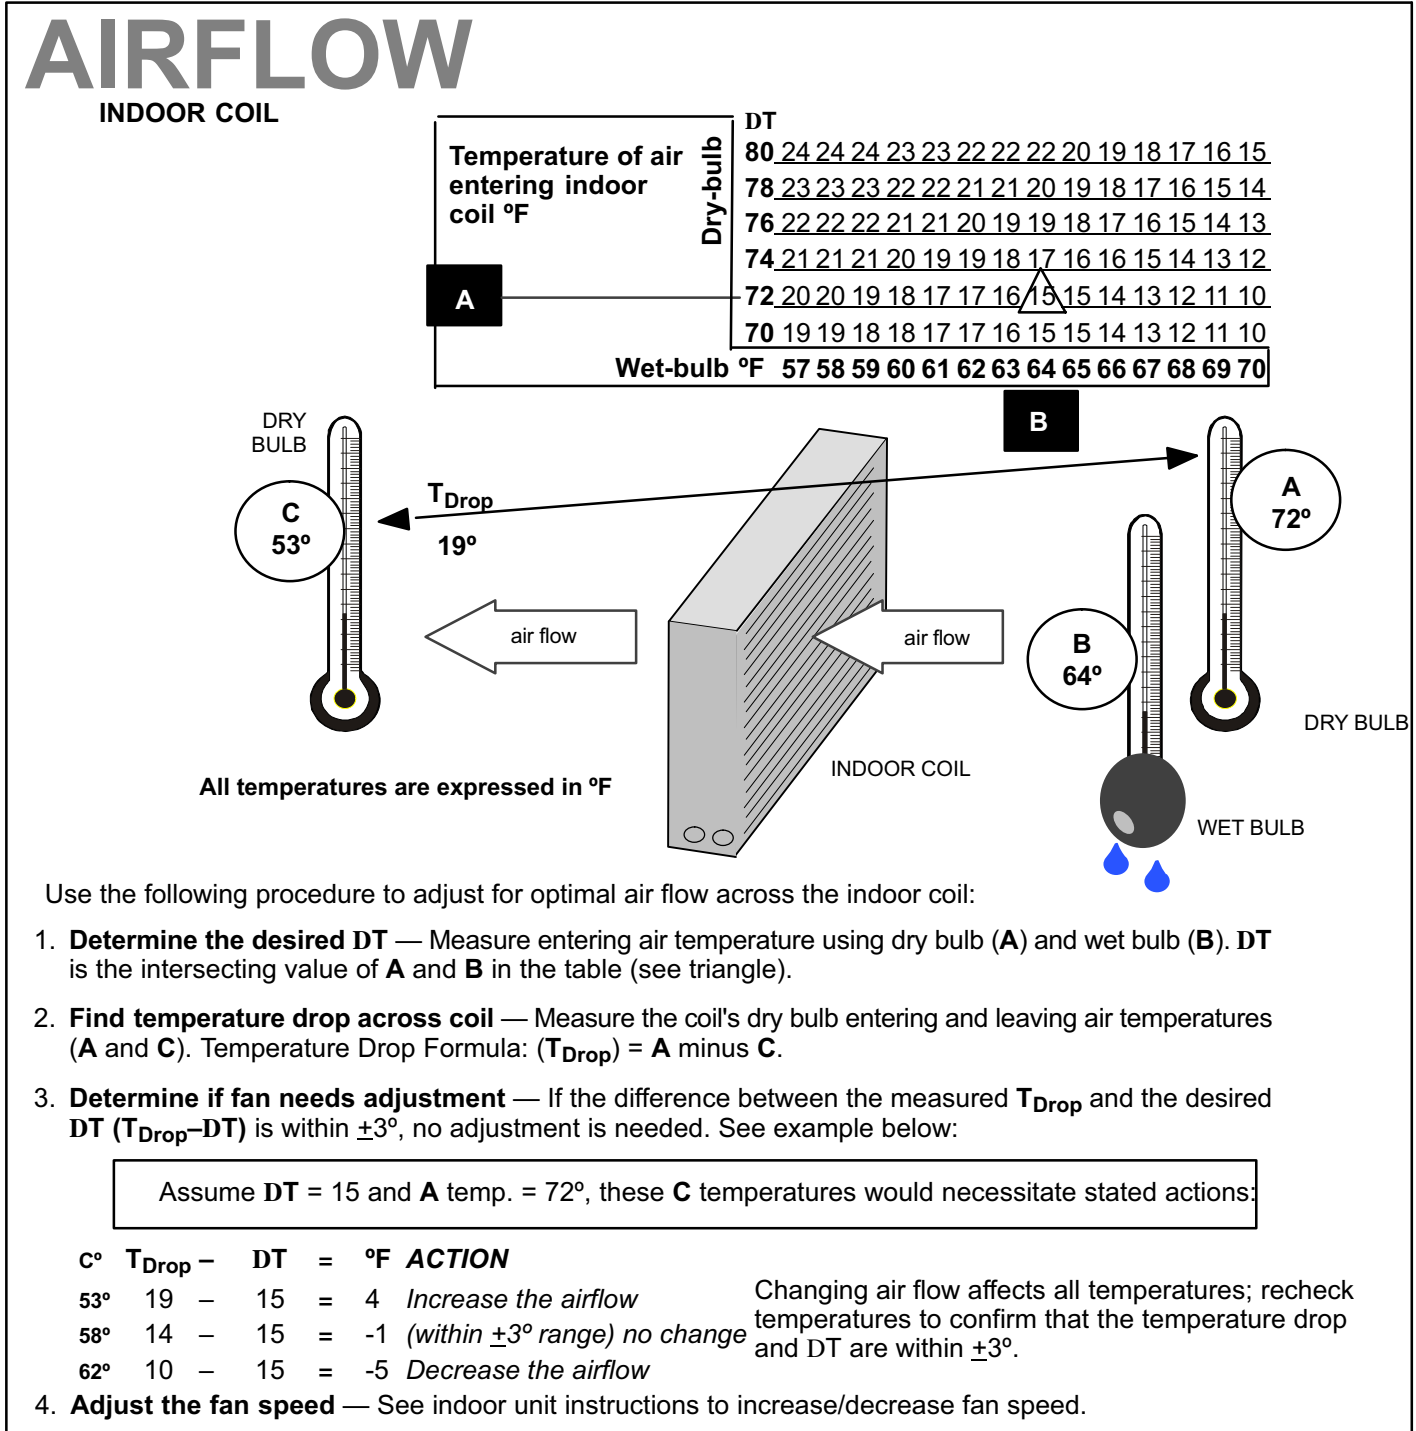 AIRFLOW
INDOOR COIL
Temperature of air
entering indoor
coil ºF
Dry-bulb
DT
80 24 24 24 23 23 22 22 22 20 19 18 17 16 15
78 23 23 23 22 22 21 21 20 19 18 17 16 15 14
76 22 22 22 21 21 20 19 19 18 17 16 15 14 13
74 21 21 21 20 19 19 18 17 16 16 15 14 13 12
A
72 20 20 19 18 17 17 16 15 15 14 13 12 11 10
70 19 19 18 18 17 17 16 15 15 14 13 12 11 10
Wet-bulb ºF 57 58 59 60 61 62 63 64 65 66 67 68 69 70
B
DRY
BULB
C
53º
TDrop
19º
A
72º
air flow
air flow
B
64º
DRY BULB
INDOOR COIL
All temperatures are expressed in ºF
WET BULB
Use the following procedure to adjust for optimal air flow across the indoor coil:
1. Determine the desired DT — Measure entering air temperature using dry bulb (A) and wet bulb (B). DT
is the intersecting value of A and B in the table (see triangle).
2. Find temperature drop across coil — Measure the coil's dry bulb entering and leaving air temperatures
(A and C). Temperature Drop Formula: (TDrop) = A minus C.
3. Determine if fan needs adjustment — If the difference between the measured TDrop and the desired
DT (TDrop–DT) is within ±3º, no adjustment is needed. See example below:
Assume DT = 15 and A temp. = 72º, these C temperatures would necessitate stated actions:
Cº TDrop – DT = ºF ACTION
53º 19 – 15 = 4 Increase the airflow
58º 14 – 15 = -1 (within ±3º range) no change
62º 10 – 15 = -5 Decrease the airflow
Changing air flow affects all temperatures; recheck
temperatures to confirm that the temperature drop
and DT are within ±3º.
4. Adjust the fan speed — See indoor unit instructions to increase/decrease fan speed.